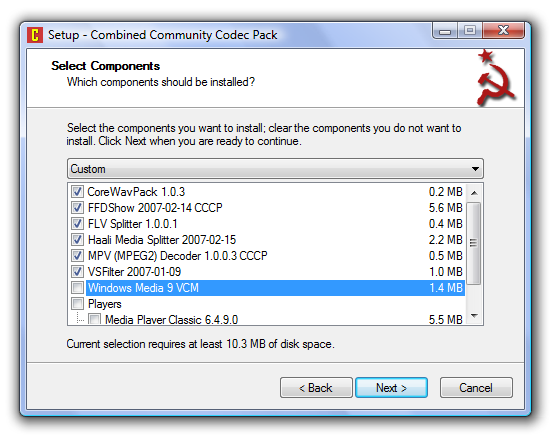 Setup - Combined Community Codec Pack
Select Components
Which components should be installed?
Select the components you want to install; clear the components you do not want to
install. Click Next when you are ready to continue.
Custom
CoreWavPack 1.0.3 0.2 MB
FFDShow 2007-02-14 CCCP 5.6 MB
FLV Splitter 1.0.0.1 0.4 MB
Haali Media Splitter 2007-02-15 2.2 MB
MPV (MPEG2) Decoder 1.0.0.3 CCCP 0.5 MB
VSFilter 2007-01-09 1.0 MB
Windows Media 9 VCM 1.4 MB
Players
Media Player Classic 6.4.9.0 5.5 MB
Current selection requires at least 10.3 MB of disk space.
< Back Next > Cancel